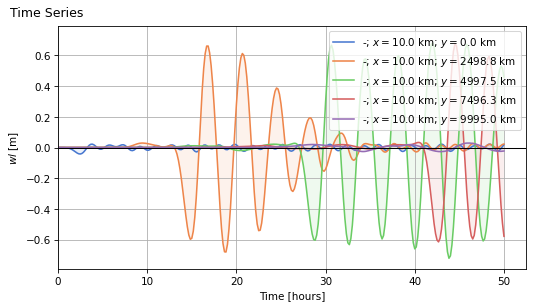 Time Series
-; x = 10.0 km; y = 0.0 km
-; x = 10.0 km; y = 2498.8 km
-; x = 10.0 km; y = 4997.5 km
-; x = 10.0 km; y = 7496.3 km
-; x = 10.0 km; y = 9995.0 km
wl [m]
0.6
0.4
0.2
0.0
−0.2
−0.4
−0.6
0 10 20 30 40 50
Time [hours]